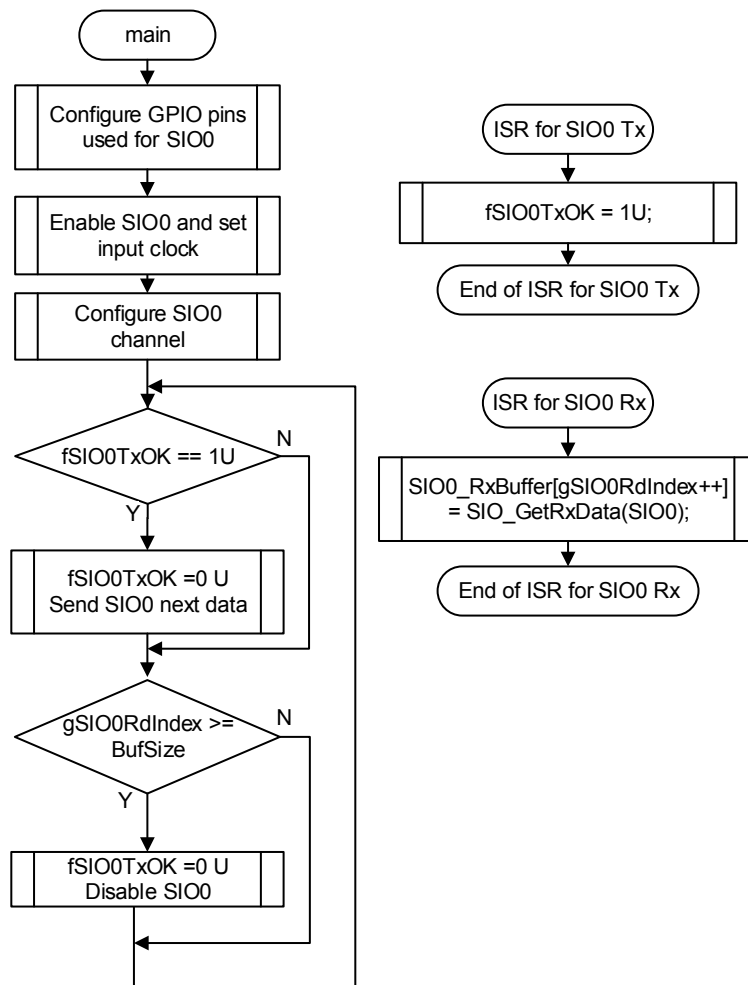 main
Configure GPIO pins
used for SIO0
Enable SIO0 and set
input clock
Configure SIO0
channel
fSIO0TxOK == 1U
N
Y
fSIO0TxOK =0 U
Send SIO0 next data
gSIO0RdIndex >=
BufSize
N
Y
fSIO0TxOK =0 U
Disable SIO0
ISR for SIO0 Tx
fSIO0TxOK = 1U;
End of ISR for SIO0 Tx
ISR for SIO0 Rx
SIO0_RxBuffer[gSIO0RdIndex++]
= SIO_GetRxData(SIO0);
End of ISR for SIO0 Rx